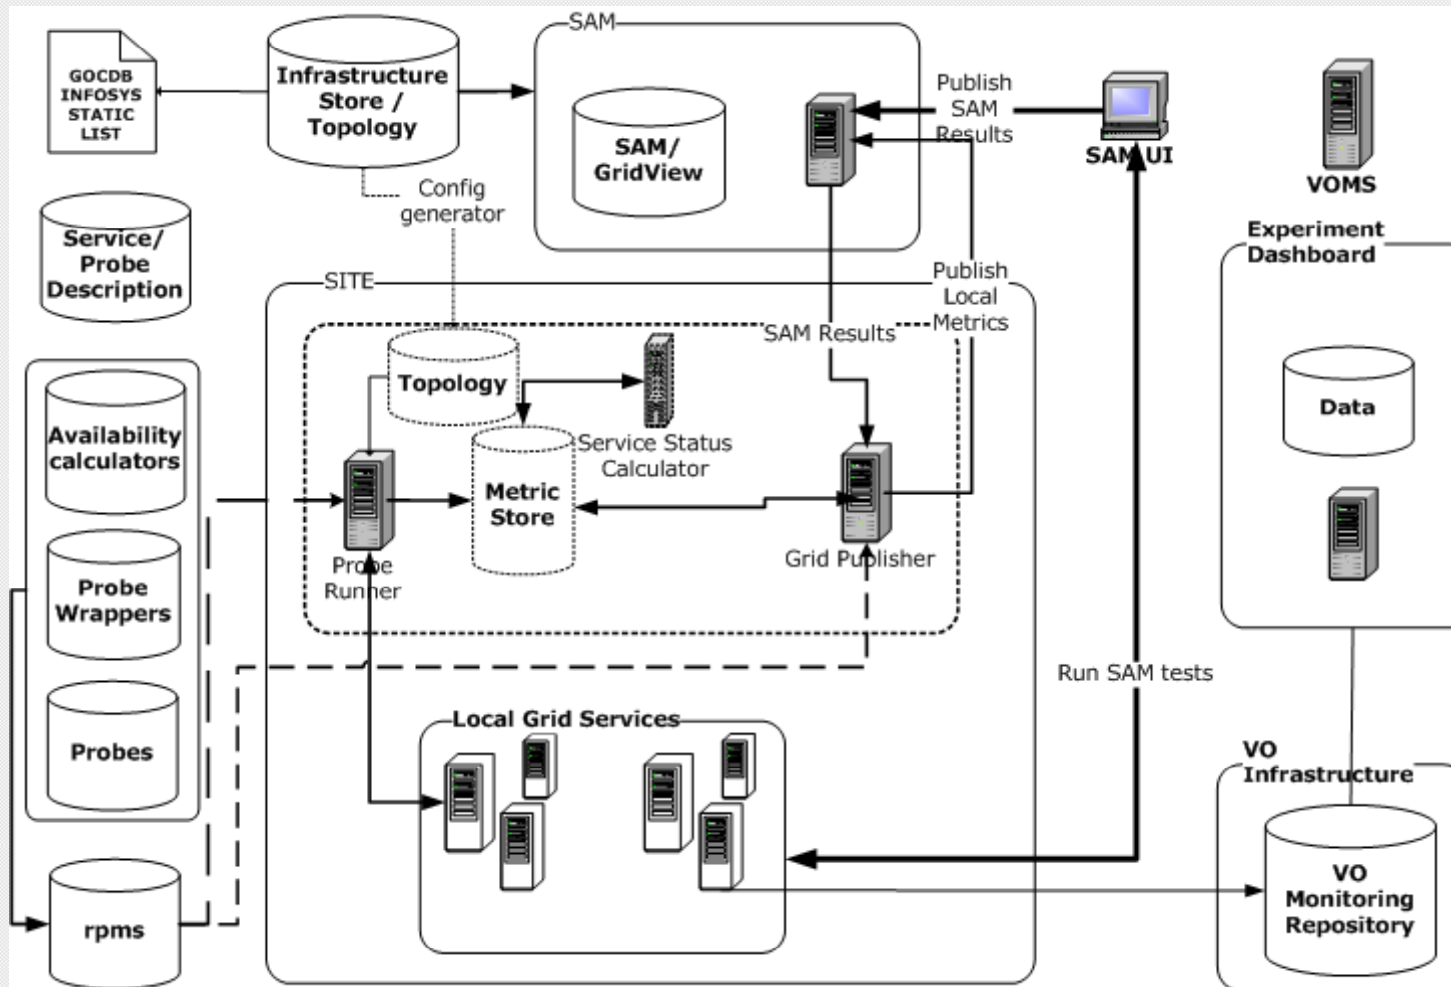 SAM
GOCDB
INFOSYS
STATIC
LIST
Infrastructure
Store /
Topology
SAM/
GridView
Publish
SAM
Results
SAM UI
VOMS
Config
generator
Service/
Probe
Description
Experiment
Dashboard
SITE
Publish
Local
Metrics
SAM Results
Topology
Data
Availability
calculators
Service Status
Calculator
Metric
Store
Probe
Runner
Grid Publisher
Probe
Wrappers
Run SAM tests
Local Grid Services
Probes
VO
Infrastructure
VO
Monitoring
Repository
rpms